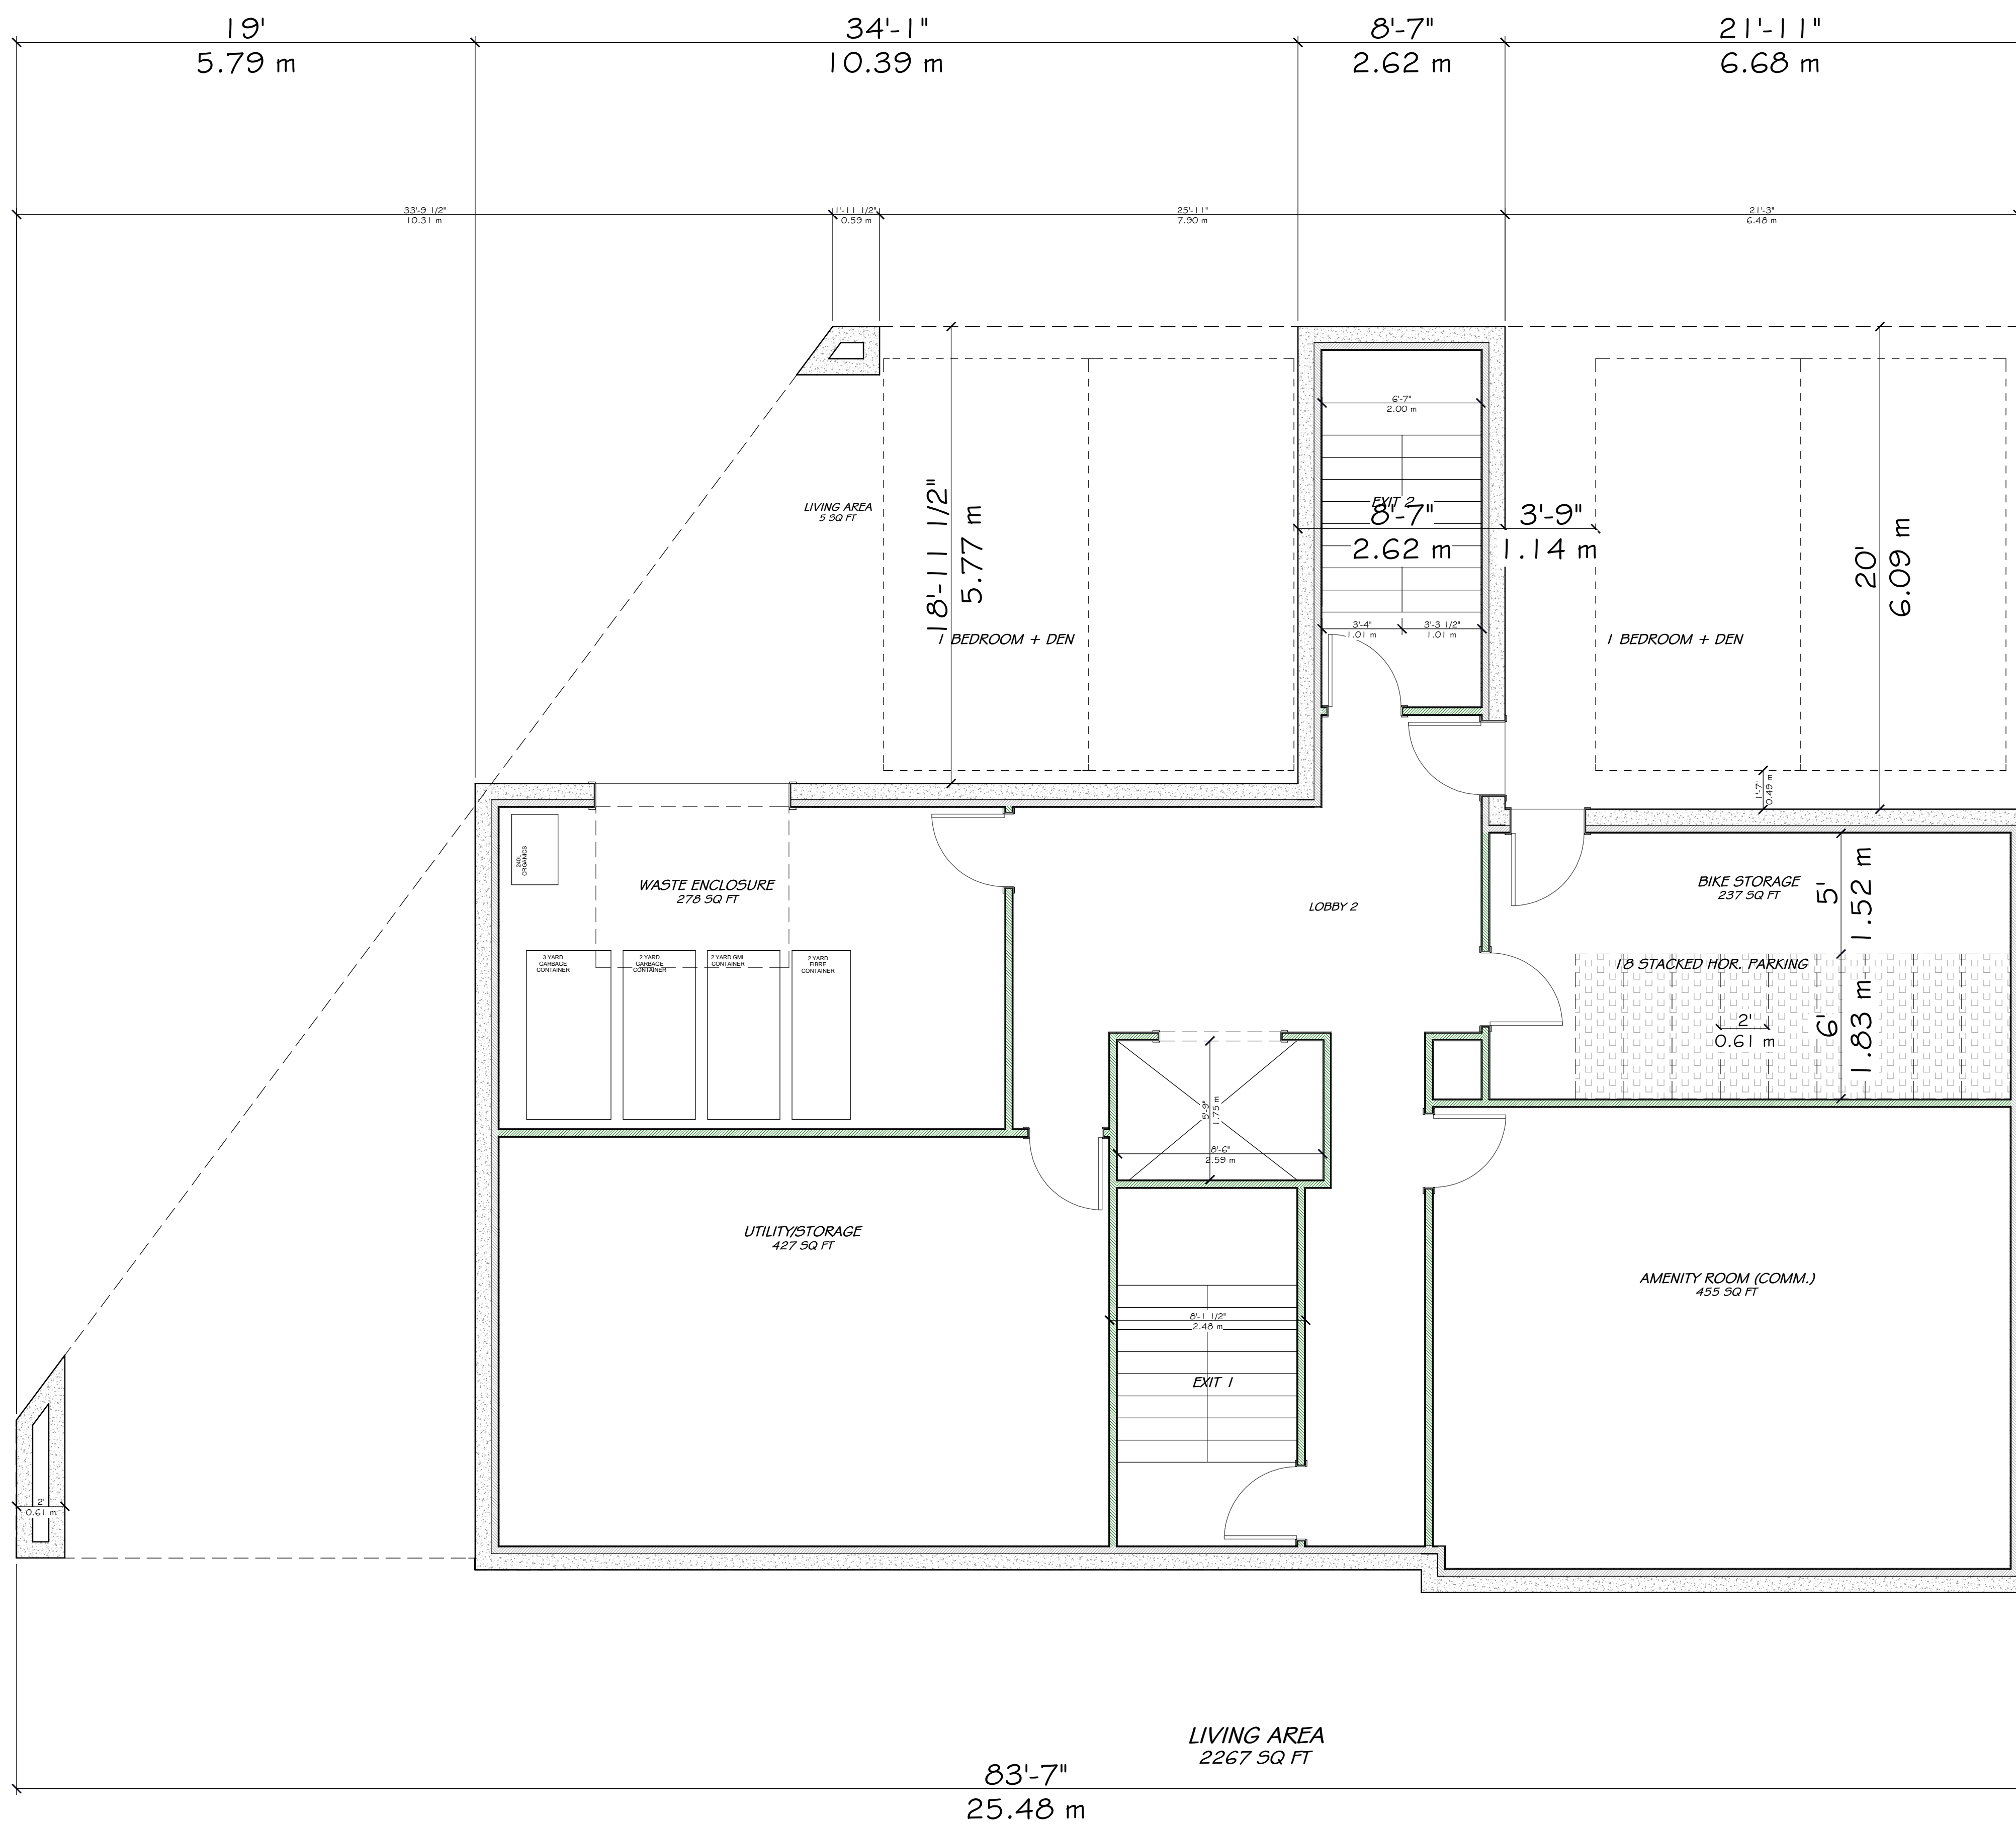 19'
5.79 m
34'-1"
10.39 m
8'-7"
2.62 m
21'-11"
6.68 m
33'-9 1/2"
10.31 m
1'-11 1/2"
0.59 m
25'-11"
7.90 m
21'-3"
6.48 m
6'-7"
2.00 m
LIVING AREA
5 SQ FT
18'-11 1/2"
5.77 m
EXIT 2
8'-7"
2.62 m
3'-9"
1.14 m
20'
6.09 m
3'-4"
1.01 m
3'-3 1/2"
1.01 m
1 BEDROOM + DEN
1 BEDROOM + DEN
1'-7"
0.49 m
240L
ORGANICS
WASTE ENCLOSURE
278 SQ FT
LOBBY 2
BIKE STORAGE
237 SQ FT
5'
1.52 m
3 YARD
GARBAGE
CONTAINER
2 YARD
GARBAGE
CONTAINER
2 YARD GML
CONTAINER
2 YARD
FIBRE
CONTAINER
18 STACKED HOR. PARKING
2'
0.61 m
6'
1.83 m
5'-9"
1.75 m
8'-6"
2.59 m
UTILITY/STORAGE
427 SQ FT
AMENITY ROOM (COMM.)
455 SQ FT
8'-1 1/2"
2.48 m
EXIT 1
2'
0.61 m
LIVING AREA
2267 SQ FT
83'-7"
25.48 m